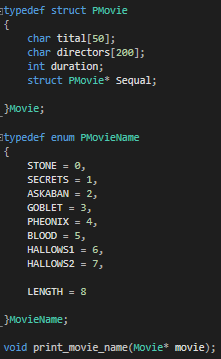 typedef struct PMovie
{
char tital[50];
char directors[200];
int duration;
struct PMovie* Sequal;
}Movie;
typedef enum PMovieName
{
STONE = 0,
SECRETS = 1,
ASKABAN = 2,
GOBLET = 3,
PHEONIX = 4,
BLOOD = 5,
HALLOWS1 = 6,
HALLOWS2 = 7,
LENGTH = 8
}MovieName;
void print_movie_name(Movie* movie);